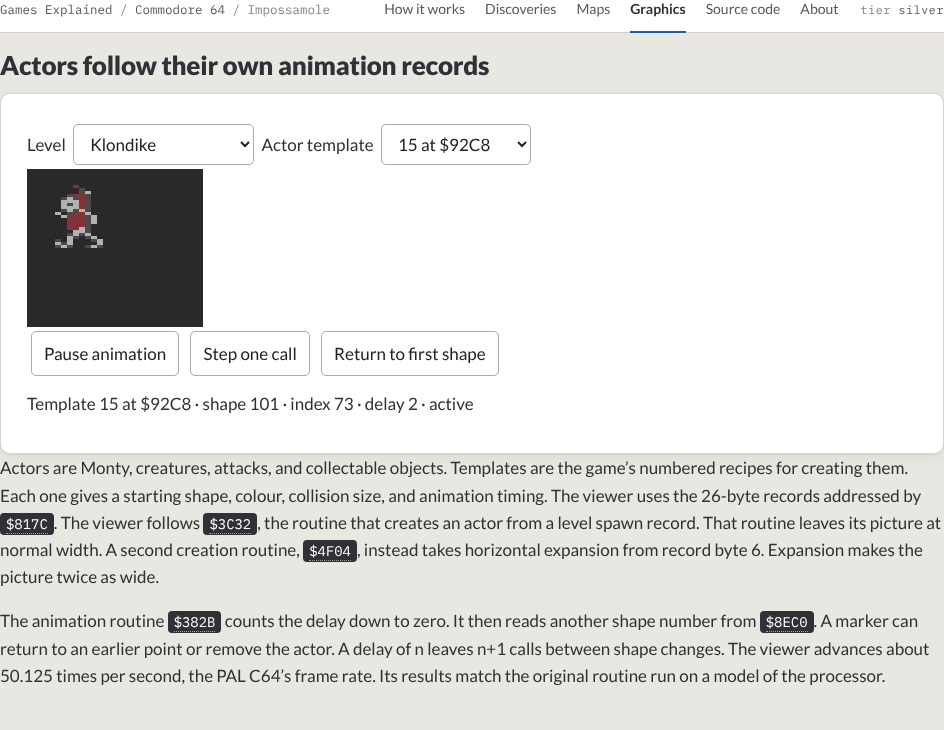 Games Explained / Commodore 64 / Impossamole
How it works Discoveries Maps Graphics Source code About tier silver
Actors follow their own animation records
Level Klondike Actor template 15 at $92C8
Pause animation Step one call Return to first shape
Template 15 at $92C8 · shape 101 · index 73 · delay 2 · active
Actors are Monty, creatures, attacks, and collectable objects. Templates are the game’s numbered recipes for creating them.
Each one gives a starting shape, colour, collision size, and animation timing. The viewer uses the 26-byte records addressed by
$817C. The viewer follows $3C32, the routine that creates an actor from a level spawn record. That routine leaves its picture at
normal width. A second creation routine, $4F04, instead takes horizontal expansion from record byte 6. Expansion makes the
picture twice as wide.
The animation routine $382B counts the delay down to zero. It then reads another shape number from $8EC0. A marker can
return to an earlier point or remove the actor. A delay of n leaves n+1 calls between shape changes. The viewer advances about
50.125 times per second, the PAL C64’s frame rate. Its results match the original routine run on a model of the processor.